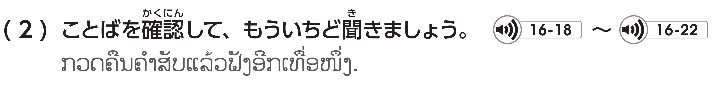 (2) ことばを確認して、もういちど聞きましょう。 16-18 ～ 16-22
ກວດຄືນຄຳສັບແລ້ວຟັງອີກເທື່ອໜຶ່ງ.